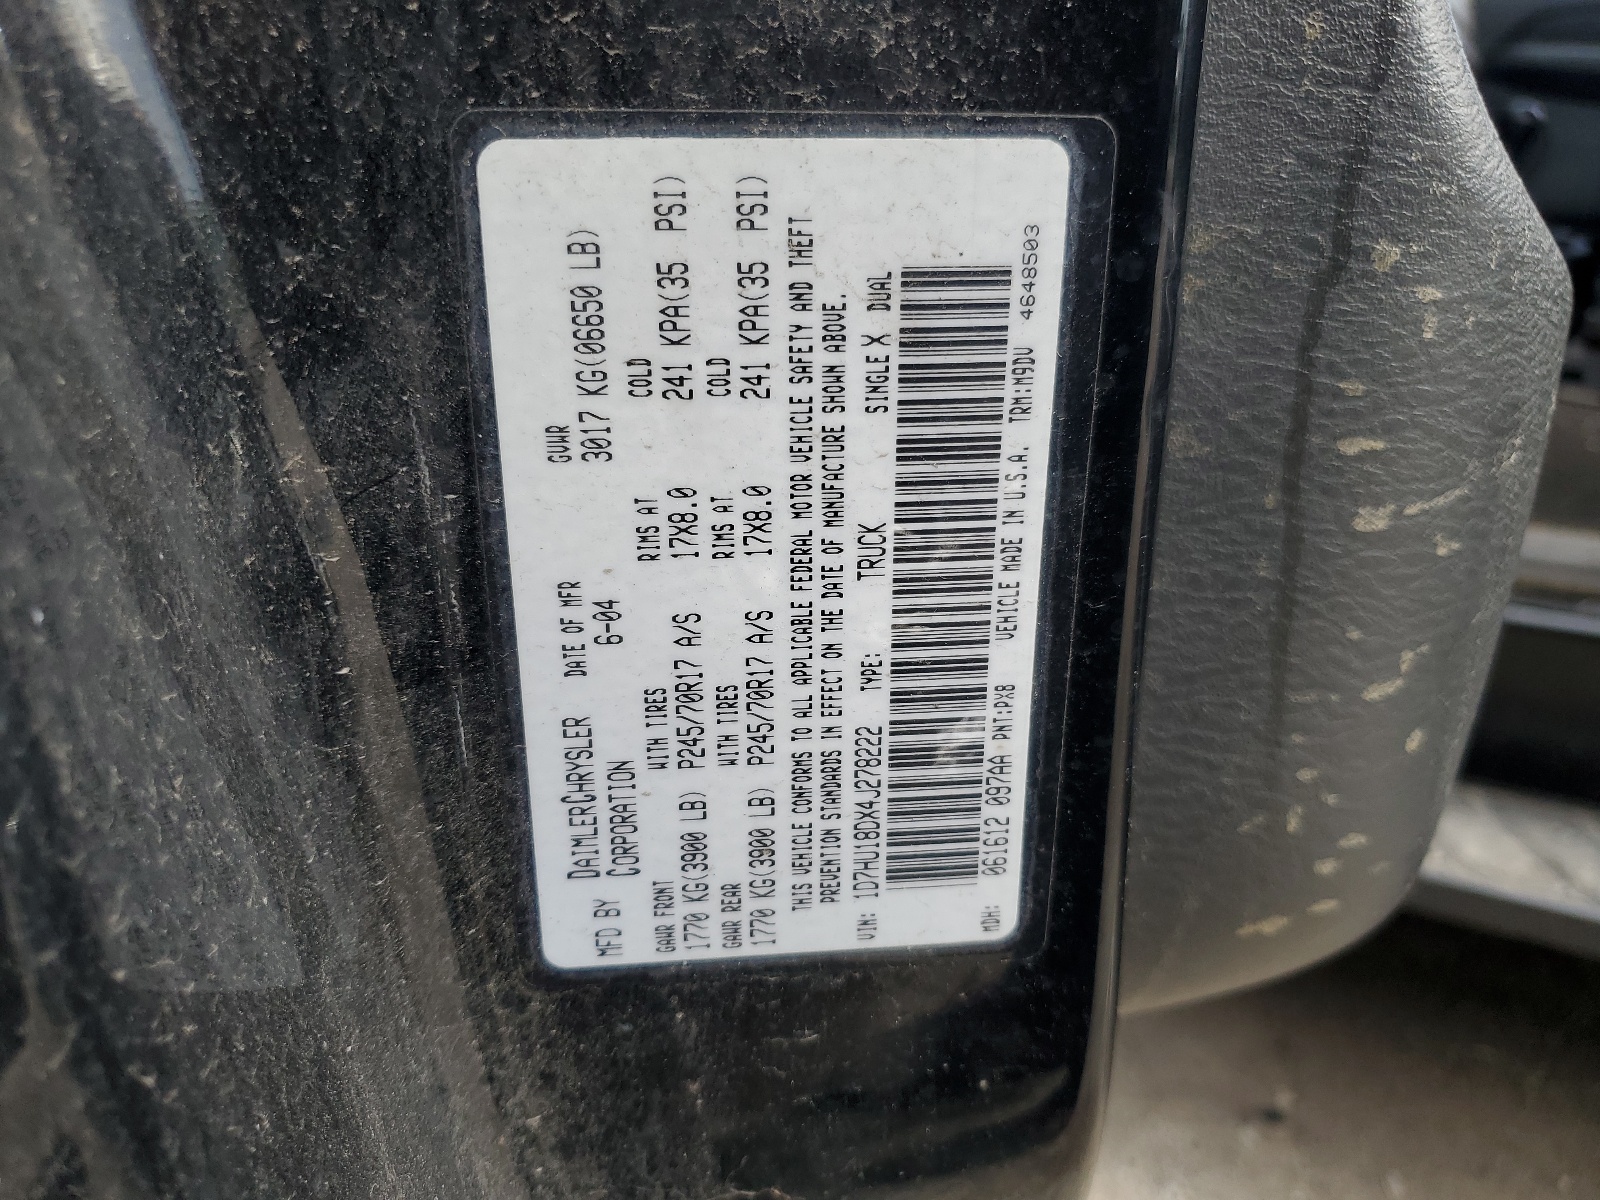 MFD BY DAIMLERCHRYSLER CORPORATION DATE OF MFR 6-04 GVWR 3017 KG(06650 LB)
GAWR FRONT WITH TIRES RIMS AT COLD
1770 KG(3900 LB) P245/70R17 A/S 17X8.0 241 KPA(35 PSI)
GAWR REAR WITH TIRES RIMS AT COLD
1770 KG(3900 LB) P245/70R17 A/S 17X8.0 241 KPA(35 PSI)
THIS VEHICLE CONFORMS TO ALL APPLICABLE FEDERAL MOTOR VEHICLE SAFETY AND THEFT
PREVENTION STANDARDS IN EFFECT ON THE DATE OF MANUFACTURE SHOWN ABOVE.
VIN: 1D7HU18DX4J278222 TYPE: TRUCK SINGLE X DUAL
MDH: 061612 097AA PNT:PX8 VEHICLE MADE IN U.S.A. TRM:M9DV 4648503